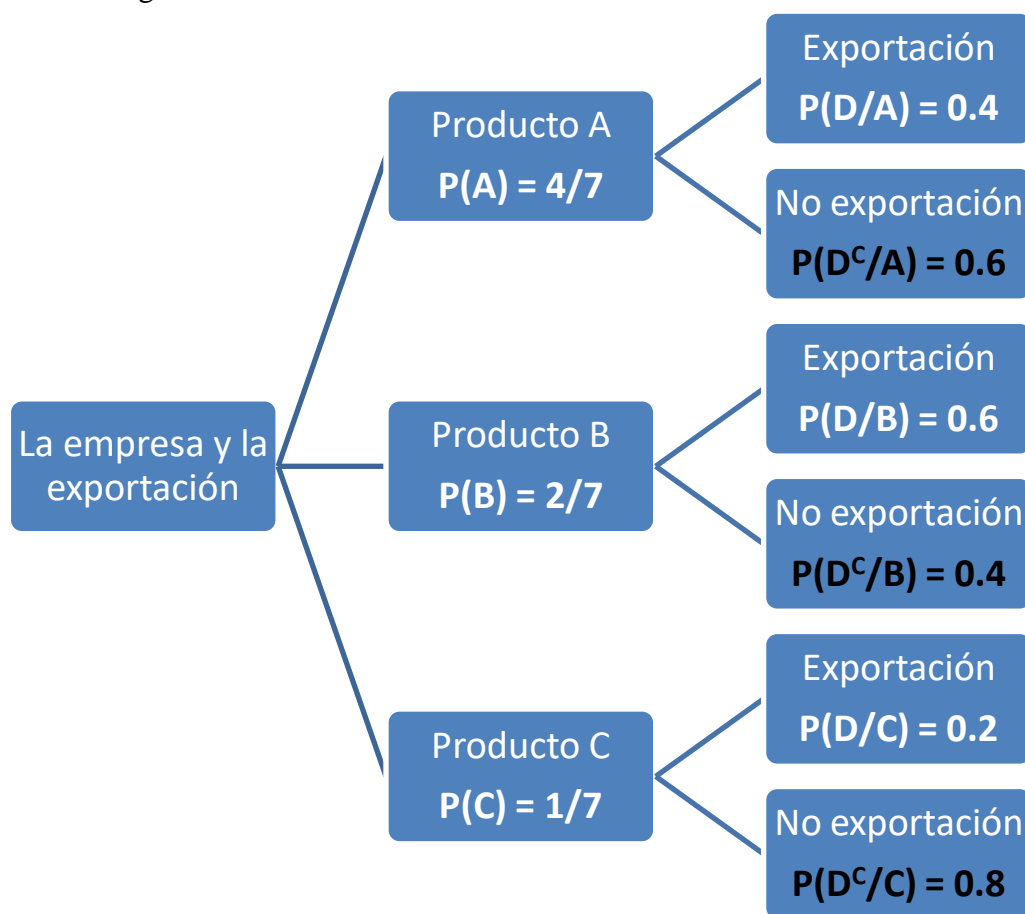 La empresa y la
exportación
Producto A
P(A) = 4/7
Exportación
P(D/A) = 0.4
No exportación
P(Dᶜ/A) = 0.6
Producto B
P(B) = 2/7
Exportación
P(D/B) = 0.6
No exportación
P(Dᶜ/B) = 0.4
Producto C
P(C) = 1/7
Exportación
P(D/C) = 0.2
No exportación
P(Dᶜ/C) = 0.8